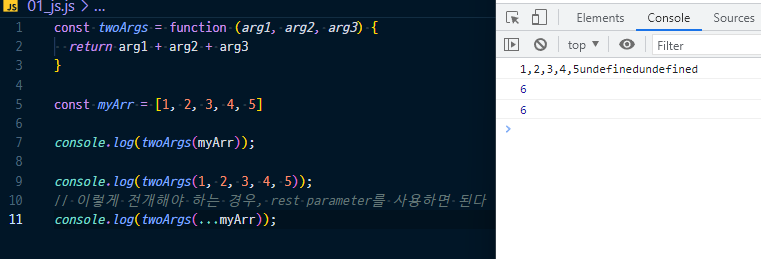 JS 01_js.js > ...
1 const twoArgs = function (arg1, arg2, arg3) {
2   return arg1 + arg2 + arg3
3 }
4
5 const myArr = [1, 2, 3, 4, 5]
6
7 console.log(twoArgs(myArr));
8
9 console.log(twoArgs(1, 2, 3, 4, 5));
10 // 이렇게 전개해야 하는 경우, rest parameter를 사용하면 된다
11 console.log(twoArgs(...myArr));
Elements Console Sources
top ▼ Filter
1,2,3,4,5undefinedundefined
6
6
>